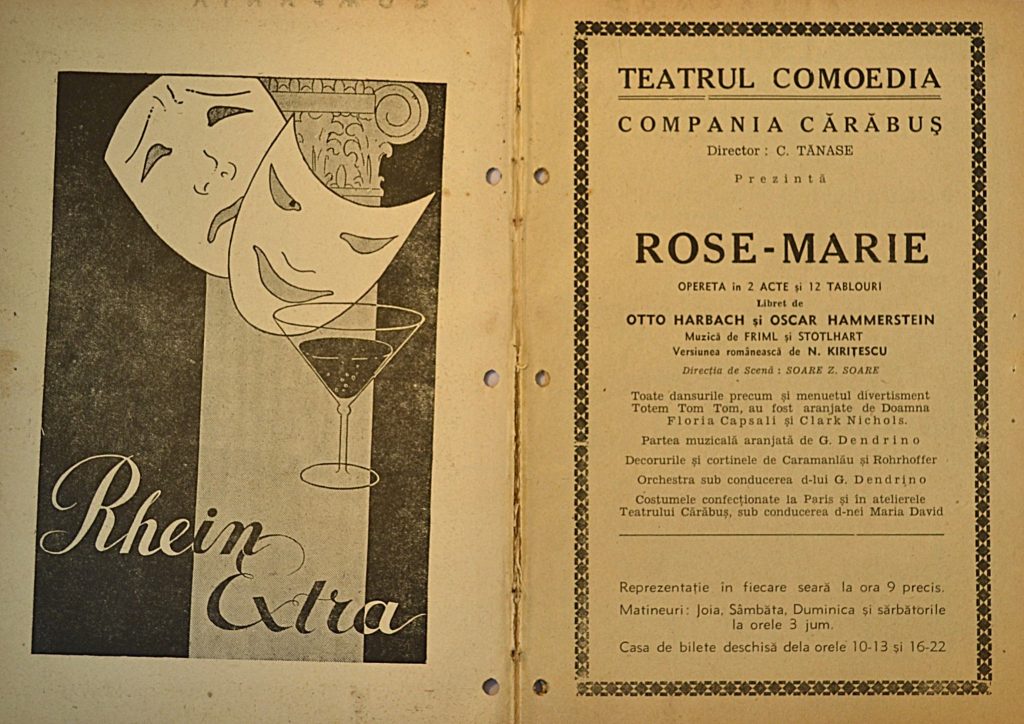 Rhein
Extra
TEATRUL COMOEDIA
COMPANIA CĂRĂBUȘ
Director : C. TĂNASE
Prezintă
ROSE-MARIE
OPERETA în 2 ACTE și 12 TABLOURI
Libret de
OTTO HARBACH și OSCAR HAMMERSTEIN
Muzică de FRIML și STOTLHART
Versiunea românească de N. KIRIȚESCU
Direcția de Scenă : SOARE Z. SOARE
Toate dansurile precum și menuetul divertisment
Totem Tom Tom, au fost aranjate de Doamna
Floria Capsali și Clark Nichols.
Partea muzicală aranjată de G. Dendrino
Decorurile și cortinele de Caramanlău și Rohrhoffer
Orchestra sub conducerea d-lui G. Dendrino
Costumele confecționate la Paris și în atelierele
Teatrului Cărăbuș, sub conducerea d-nei Maria David
Reprezentație în fiecare seară la ora 9 precis.
Matineuri: Joia, Sâmbăta, Duminica și sărbătorile
la orele 3 jum.
Casa de bilete deschisă dela orele 10-13 și 16-22